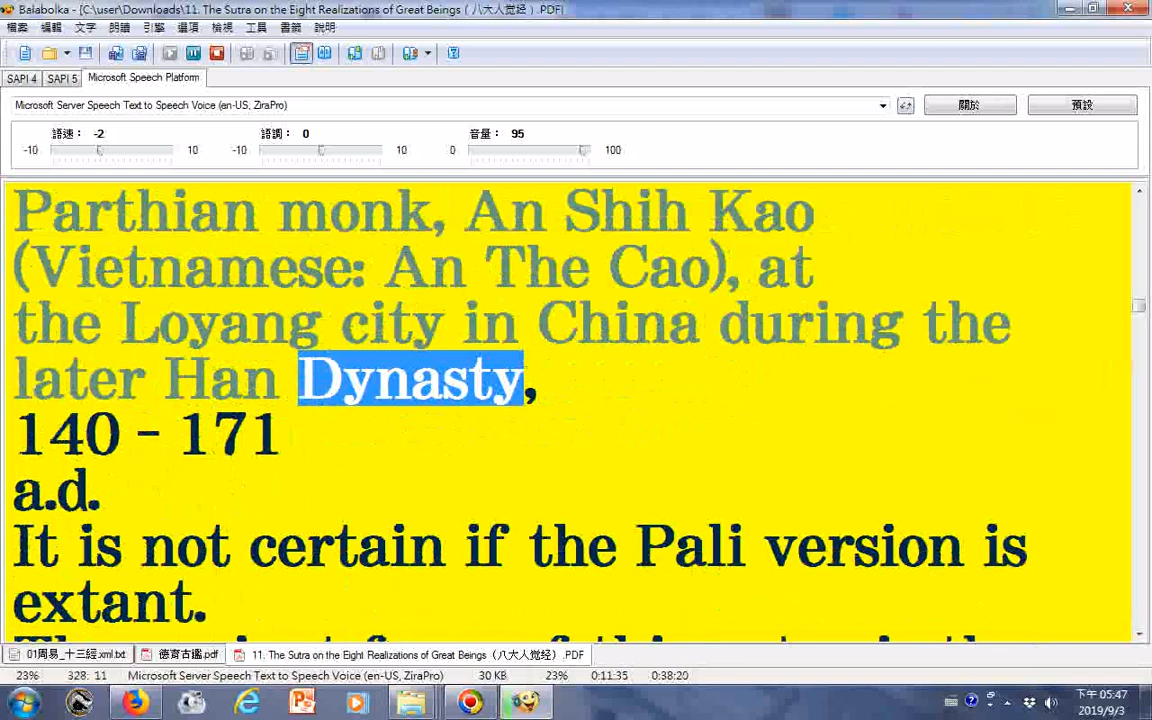 Balabolka - [C:\user\Downloads\11. The Sutra on the Eight Realizations of Great Beings（八大人觉经）.PDF]
檔案 編輯 文字 朗讀 引擎 選項 檢視 工具 書籤 說明
SAPI 4 SAPI 5 Microsoft Speech Platform
Microsoft Server Speech Text to Speech Voice (en-US, ZiraPro) 關於 預設
語速： -2 語調： 0 音量： 95
-10 10 -10 10 0 100
Parthian monk, An Shih Kao
(Vietnamese: An The Cao), at
the Loyang city in China during the
later Han Dynasty,
140 - 171
a.d.
It is not certain if the Pali version is
extant.
01周易_十三經.xml.txt 德育古鑑.pdf 11. The Sutra on the Eight Realizations of Great Beings（八大人觉经）.PDF
23% 328: 11 Microsoft Server Speech Text to Speech Voice (en-US, ZiraPro) 30 KB 23% 0:11:35 0:38:20
下午 05:47
2019/9/3